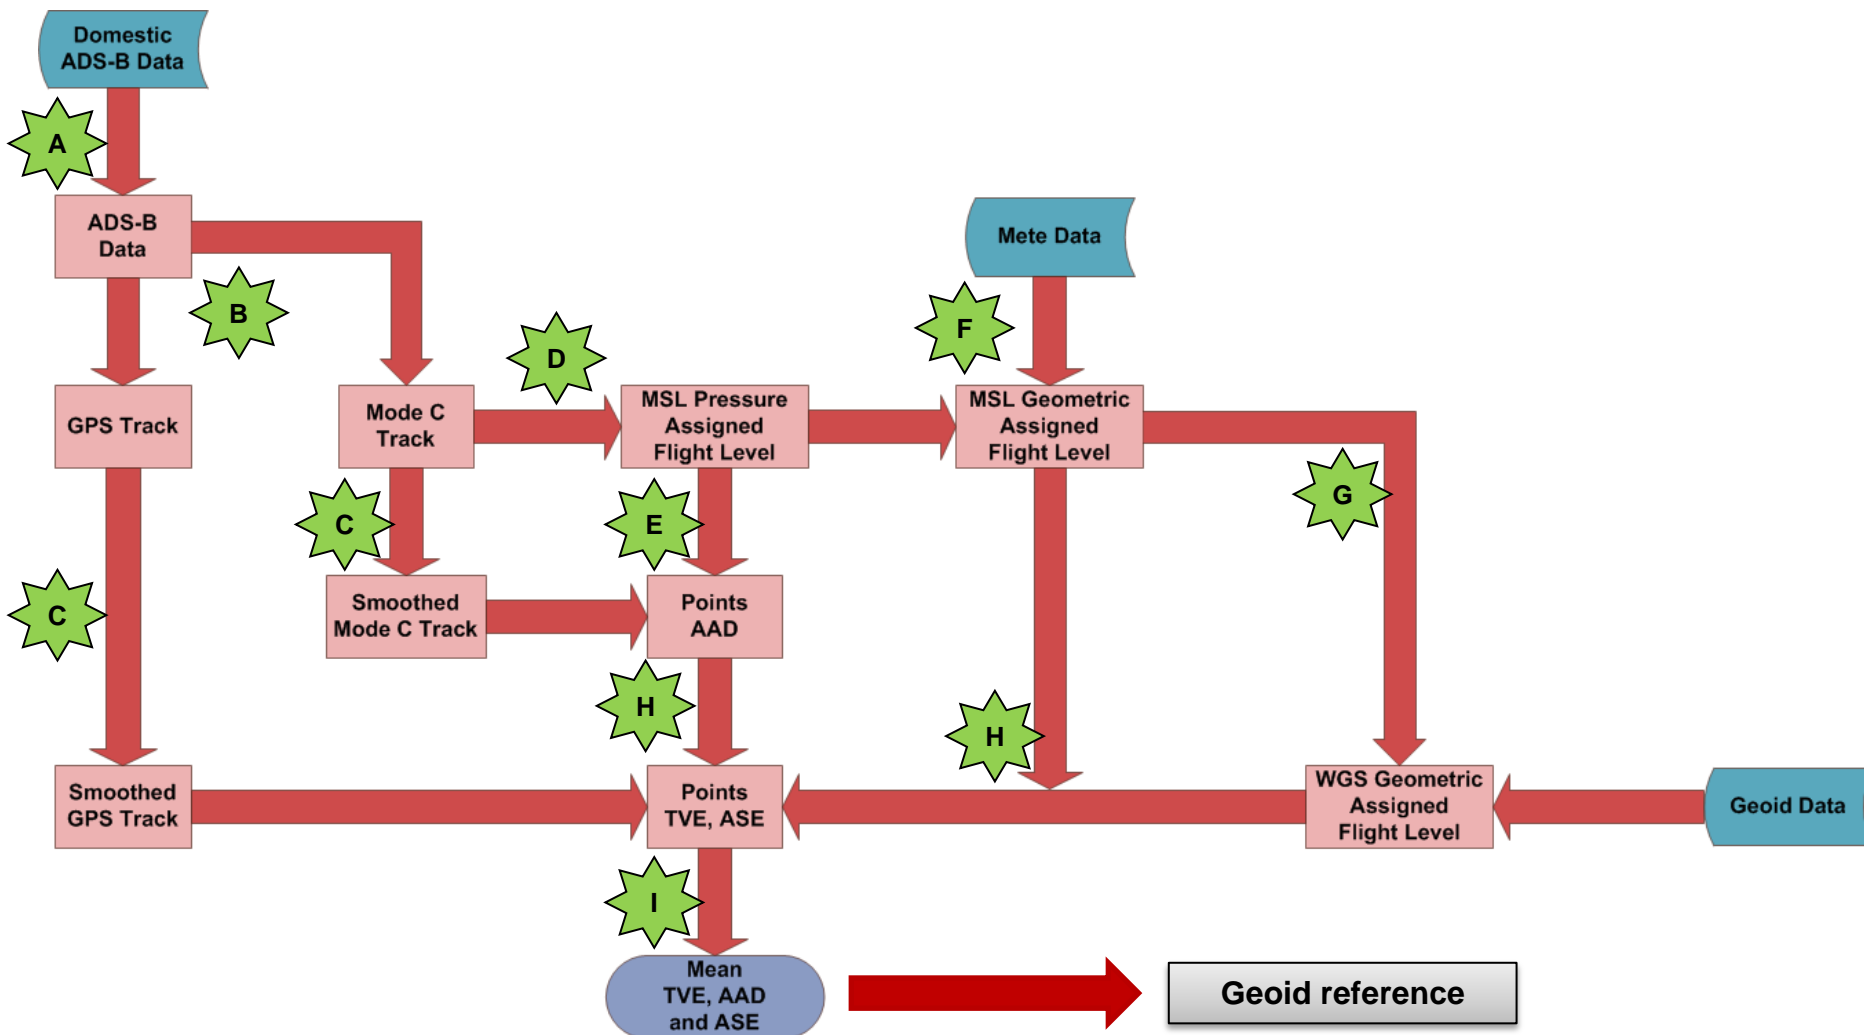 Domestic
ADS-B Data
A
ADS-B
Data
Mete Data
B
F
D
GPS Track
Mode C
Track
MSL Pressure
Assigned
Flight Level
MSL Geometric
Assigned
Flight Level
C
E
G
C
Smoothed
Mode C Track
Points
AAD
H
H
Smoothed
GPS Track
Points
TVE, ASE
WGS Geometric
Assigned
Flight Level
Geoid Data
I
Mean
TVE, AAD
and ASE
Geoid reference